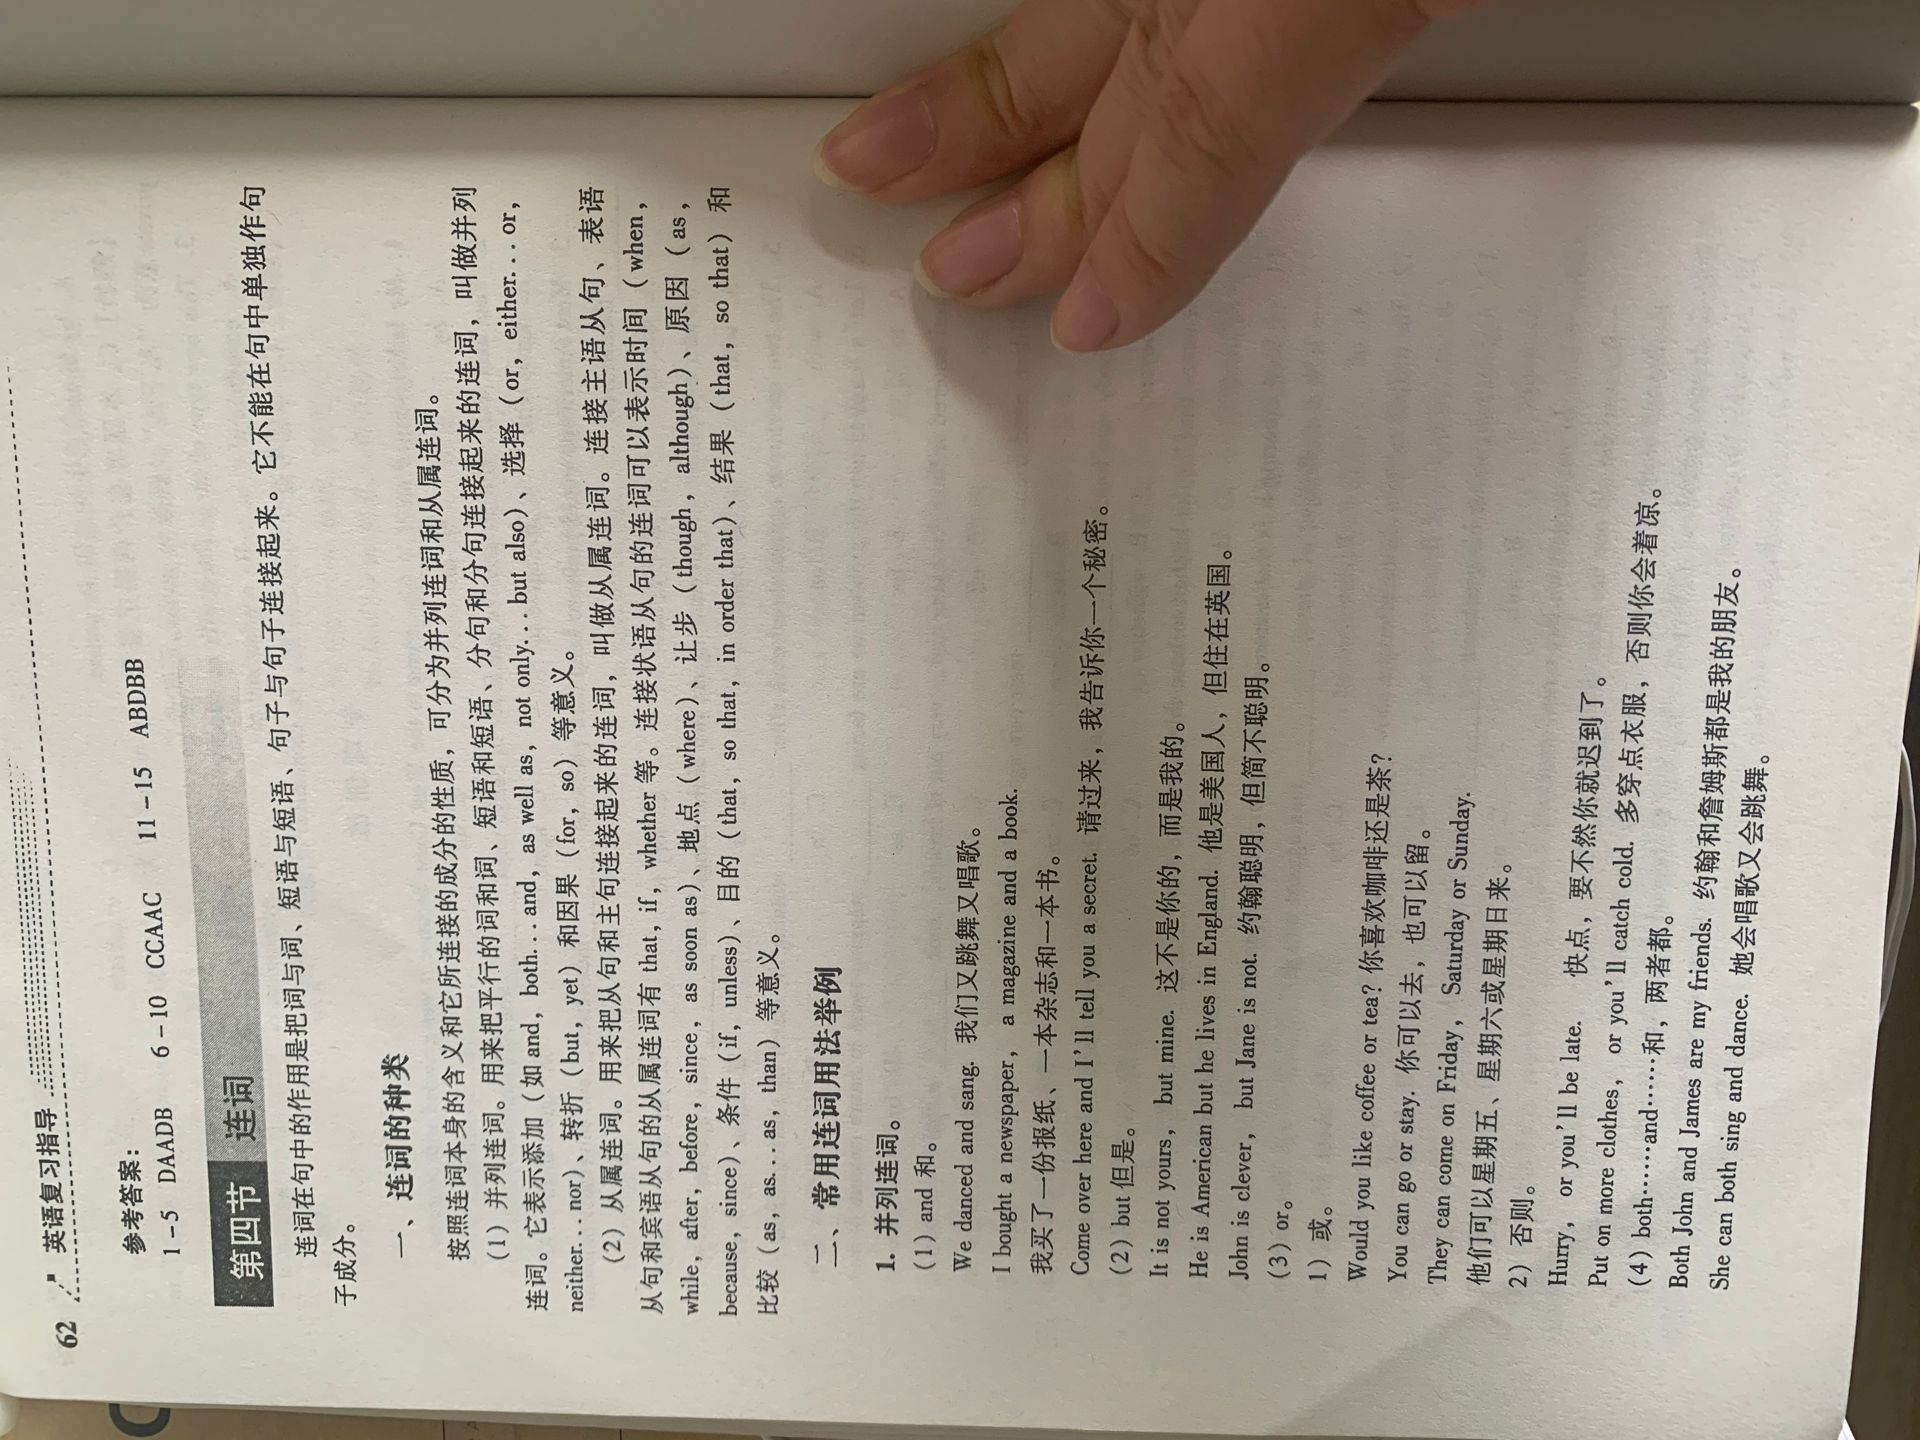 62 英语复习指导
参考答案：
1-5 DAADB 6-10 CCAAC 11-15 ABDBB
第四节 连词
连词在句中的作用是把词与词、短语与短语、句子与句子连接起来。它不能在句中单独作句
子成分。
一、连词的种类
按照连词本身的含义和它所连接的成分的性质，可分为并列连词和从属连词。
（1）并列连词。用来把平行的词和词、短语和短语、分句和分句连接起来的连词，叫做并列
连词。它表示添加（如 and，both...and，as well as，not only...but also）、选择（or，either...or，
neither...nor）、转折（but，yet）和因果（for，so）等意义。
（2）从属连词。用来把从句和主句连接起来的连词，叫做从属连词。连接主语从句、表语
从句和宾语从句的从属连词有 that，if，whether 等。连接状语从句的连词可以表示时间（when，
while，after，before，since，as soon as）、地点（where）、让步（though，although）、原因（as，
because，since）、条件（if，unless）、目的（that，so that，in order that）、结果（that，so that）和
比较（as，as...as，than）等意义。
二、常用连词用法举例
1. 并列连词。
（1）and 和。
We danced and sang. 我们又跳舞又唱歌。
I bought a newspaper， a magazine and a book.
我买了一份报纸、一本杂志和一本书。
Come over here and I'll tell you a secret. 请过来，我告诉你一个秘密。
（2）but 但是。
It is not yours， but mine. 这不是你的，而是我的。
He is American but he lives in England. 他是美国人，但住在英国。
John is clever， but Jane is not. 约翰聪明，但简不聪明。
（3）or。
1）或。
Would you like coffee or tea? 你喜欢咖啡还是茶？
You can go or stay. 你可以去，也可以留。
They can come on Friday， Saturday or Sunday.
他们可以星期五、星期六或星期日来。
2）否则。
Hurry， or you'll be late. 快点，要不然你就迟到了。
Put on more clothes， or you'll catch cold. 多穿点衣服，否则你会着凉。
（4）both……and……和，两者都。
Both John and James are my friends. 约翰和詹姆斯都是我的朋友。
She can both sing and dance. 她会唱歌又会跳舞。